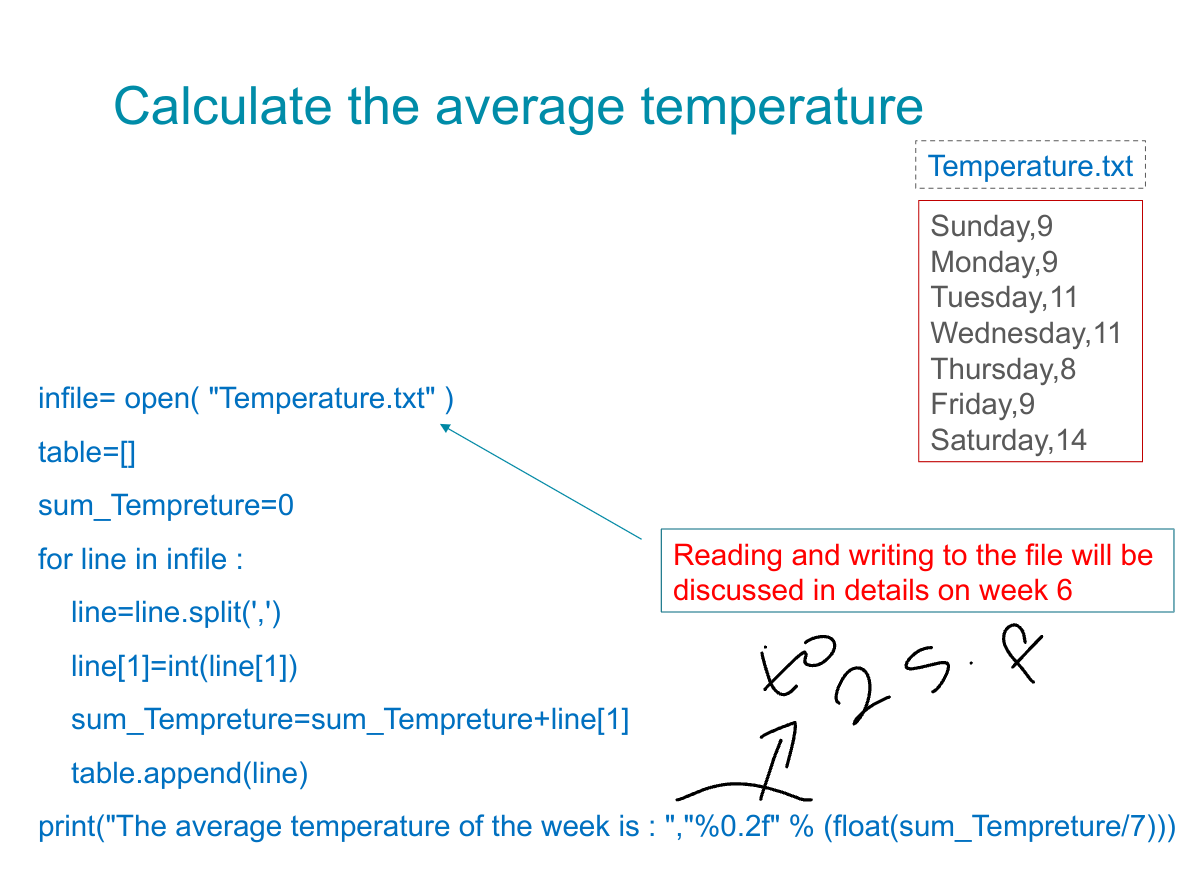 Calculate the average temperature
Temperature.txt
Sunday,9
Monday,9
Tuesday,11
Wednesday,11
Thursday,8
Friday,9
Saturday,14
infile= open( "Temperature.txt" )
table=[]
sum_Tempreture=0
for line in infile :
line=line.split(',')
line[1]=int(line[1])
sum_Tempreture=sum_Tempreture+line[1]
table.append(line)
print("The average temperature of the week is : ","%0.2f" % (float(sum_Tempreture/7)))
Reading and writing to the file will be
discussed in details on week 6